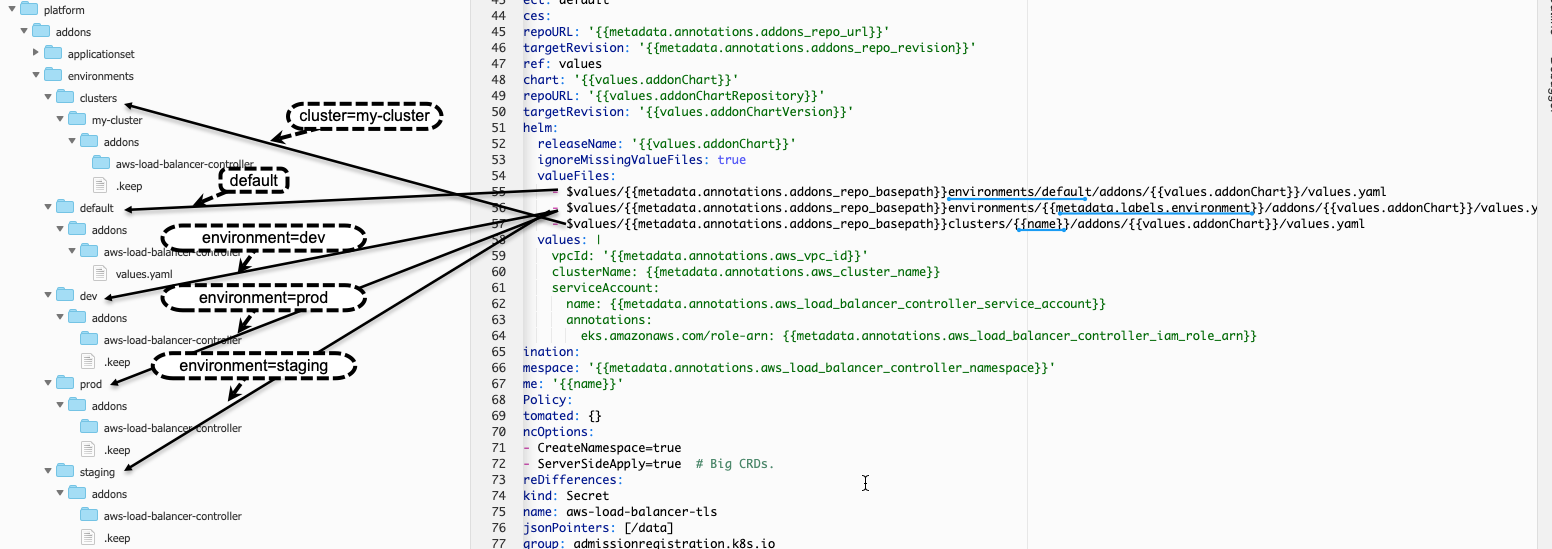 platform
addons
applicationset
environments
clusters
my-cluster
addons
aws-load-balancer-controller
.keep
default
addons
aws-load-balancer-controller
values.yaml
dev
addons
aws-load-balancer-controller
.keep
prod
addons
aws-load-balancer-controller
.keep
staging
addons
aws-load-balancer-controller
.keep
cluster=my-cluster
default
environment=dev
environment=prod
environment=staging
44 ces:
45 repoURL: '{{metadata.annotations.addons_repo_url}}'
46 targetRevision: '{{metadata.annotations.addons_repo_revision}}'
47 ref: values
48 chart: '{{values.addonChart}}'
49 repoURL: '{{values.addonChartRepository}}'
50 targetRevision: '{{values.addonChartVersion}}'
51 helm:
52 releaseName: '{{values.addonChart}}'
53 ignoreMissingValueFiles: true
54 valueFiles:
55 - $values/{{metadata.annotations.addons_repo_basepath}}environments/default/addons/{{values.addonChart}}/values.yaml
56 - $values/{{metadata.annotations.addons_repo_basepath}}environments/{{metadata.labels.environment}}/addons/{{values.addonChart}}/values.y
57 - $values/{{metadata.annotations.addons_repo_basepath}}clusters/{{name}}/addons/{{values.addonChart}}/values.yaml
58 values: |
59 vpcId: '{{metadata.annotations.aws_vpc_id}}'
60 clusterName: {{metadata.annotations.aws_cluster_name}}
61 serviceAccount:
62 name: {{metadata.annotations.aws_load_balancer_controller_service_account}}
63 annotations:
64 eks.amazonaws.com/role-arn: {{metadata.annotations.aws_load_balancer_controller_iam_role_arn}}
65 ination:
66 mespace: '{{metadata.annotations.aws_load_balancer_controller_namespace}}'
67 me: '{{name}}'
68 Policy:
69 tomated: {}
70 ncOptions:
71 - CreateNamespace=true
72 - ServerSideApply=true # Big CRDs.
73 reDifferences:
74 kind: Secret
75 name: aws-load-balancer-tls
76 jsonPointers: [/data]
77 group: admissionregistration.k8s.io